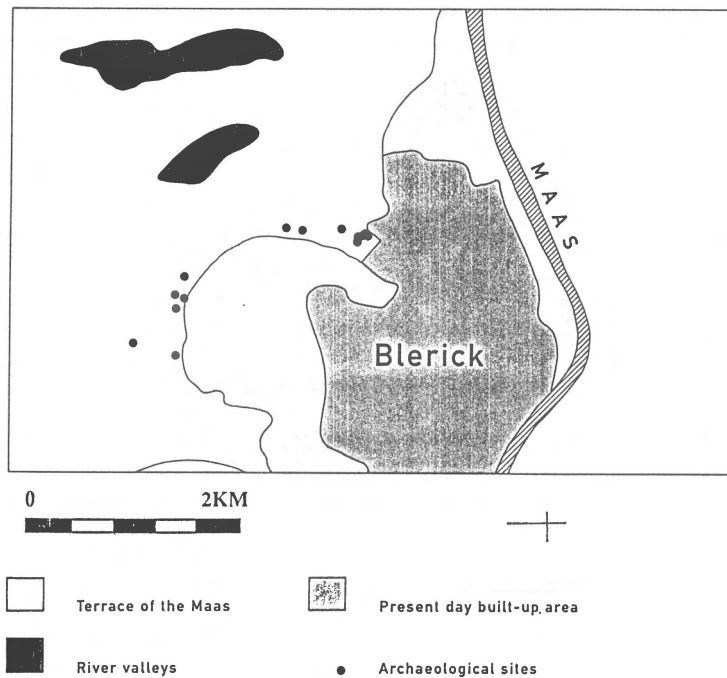 MAAS
Blerick
0 2KM
Terrace of the Maas
Present day built-up area
River valleys
Archaeological sites